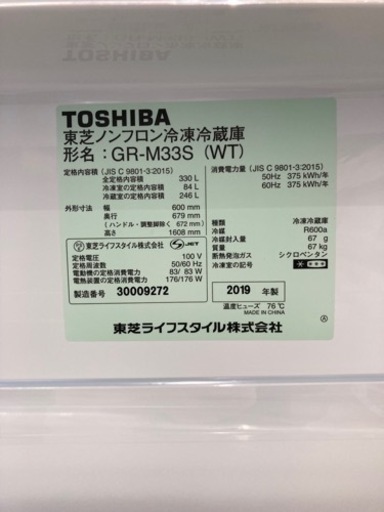 TOSHIBA
東芝ノンフロン冷凍冷蔵庫
形名：GR-M33S (WT)
定格内容積 (JIS C 9801-3:2015)
全定格内容積 330 L
冷凍室の定格内容積 84 L
冷蔵室の定格内容積 246 L
外形寸法 幅 600 mm
奥行 679 mm
(ハンドル・調整脚除く 672 mm)
高さ 1608 mm
東芝ライフスタイル株式会社 S JET
定格電圧 100 V
定格周波数 50/60 Hz
電動機の定格消費電力 83/ 83 W
電熱装置の定格消費電力 176/176 W
製造番号 30009272
消費電力量 (JIS C 9801-3:2015)
50Hz 375 kWh/年
60Hz 375 kWh/年
種類 冷凍冷蔵庫
冷媒 R600a
冷媒封入量 67 g
質量 67 kg
断熱発泡ガス シクロペンタン
冷凍室の記号
2019 年製
温度ヒューズ 76℃
MADE IN CHINA
東芝ライフスタイル株式会社